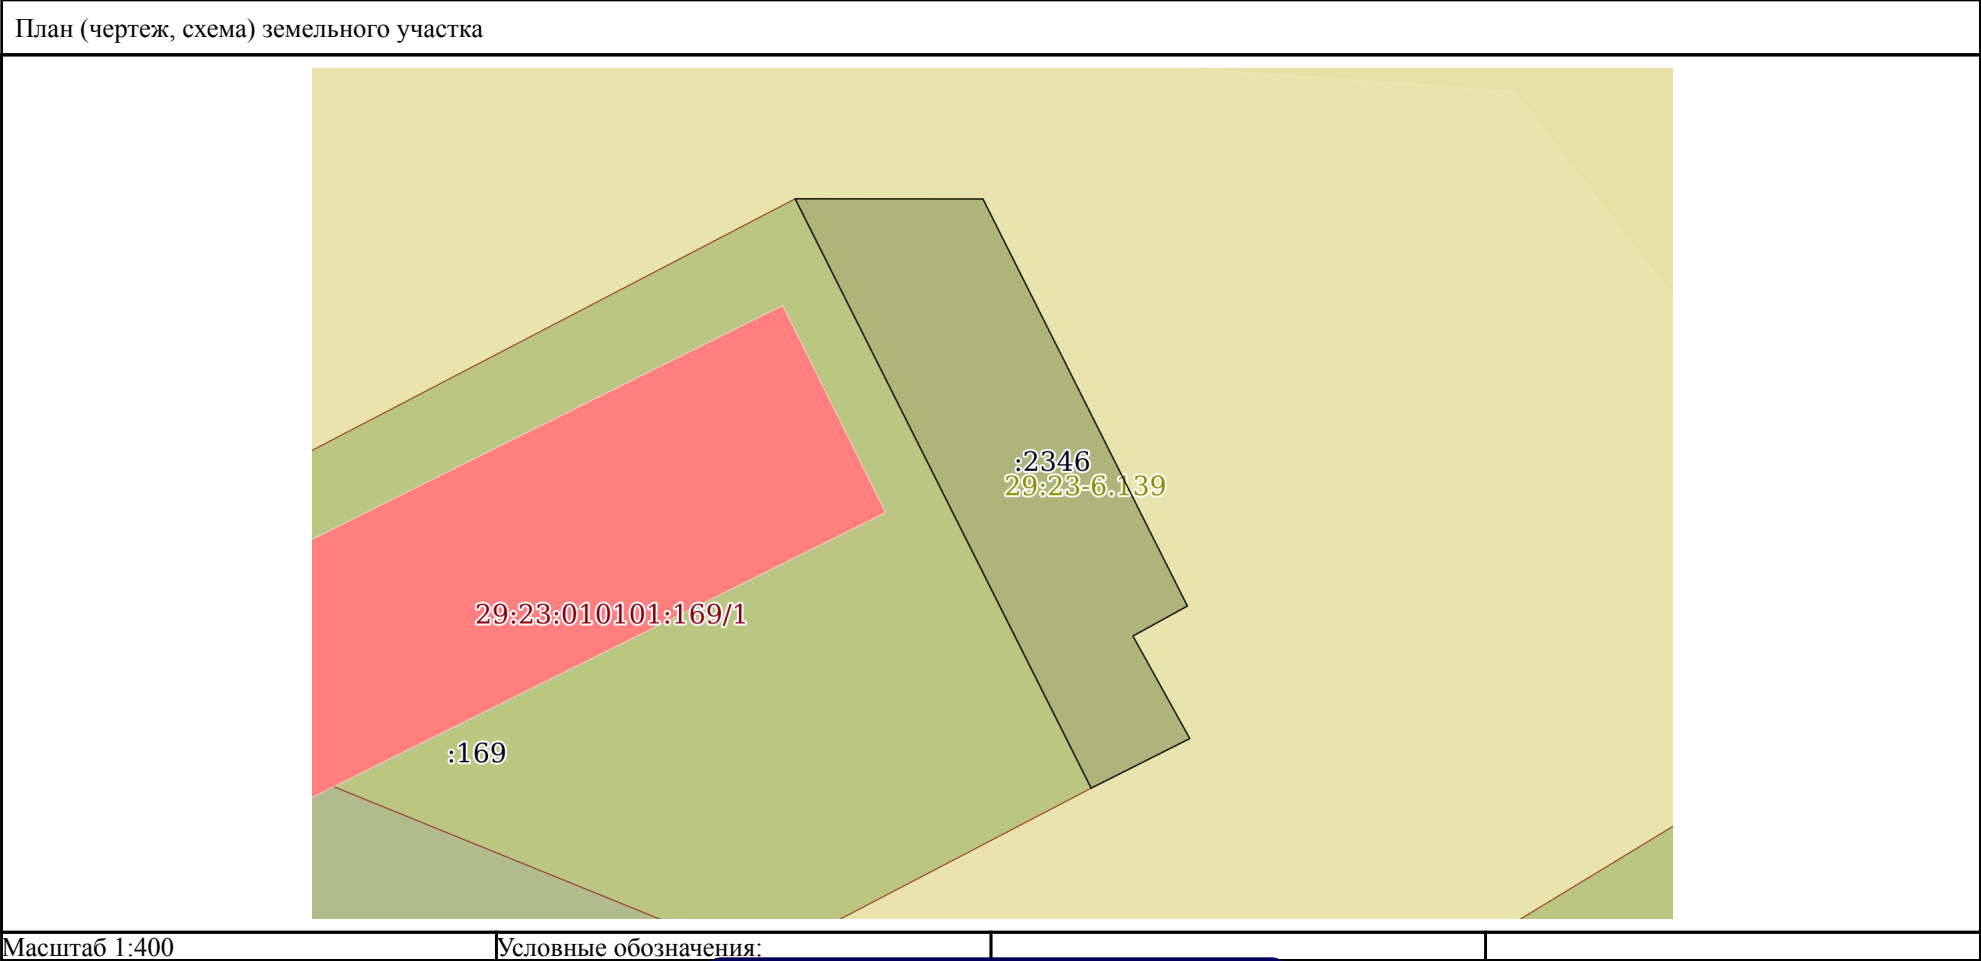 План (чертеж, схема) земельного участка
:2346
29:23-6.139
29:23:010101:169/1
:169
Масштаб 1:400
Условные обозначения: